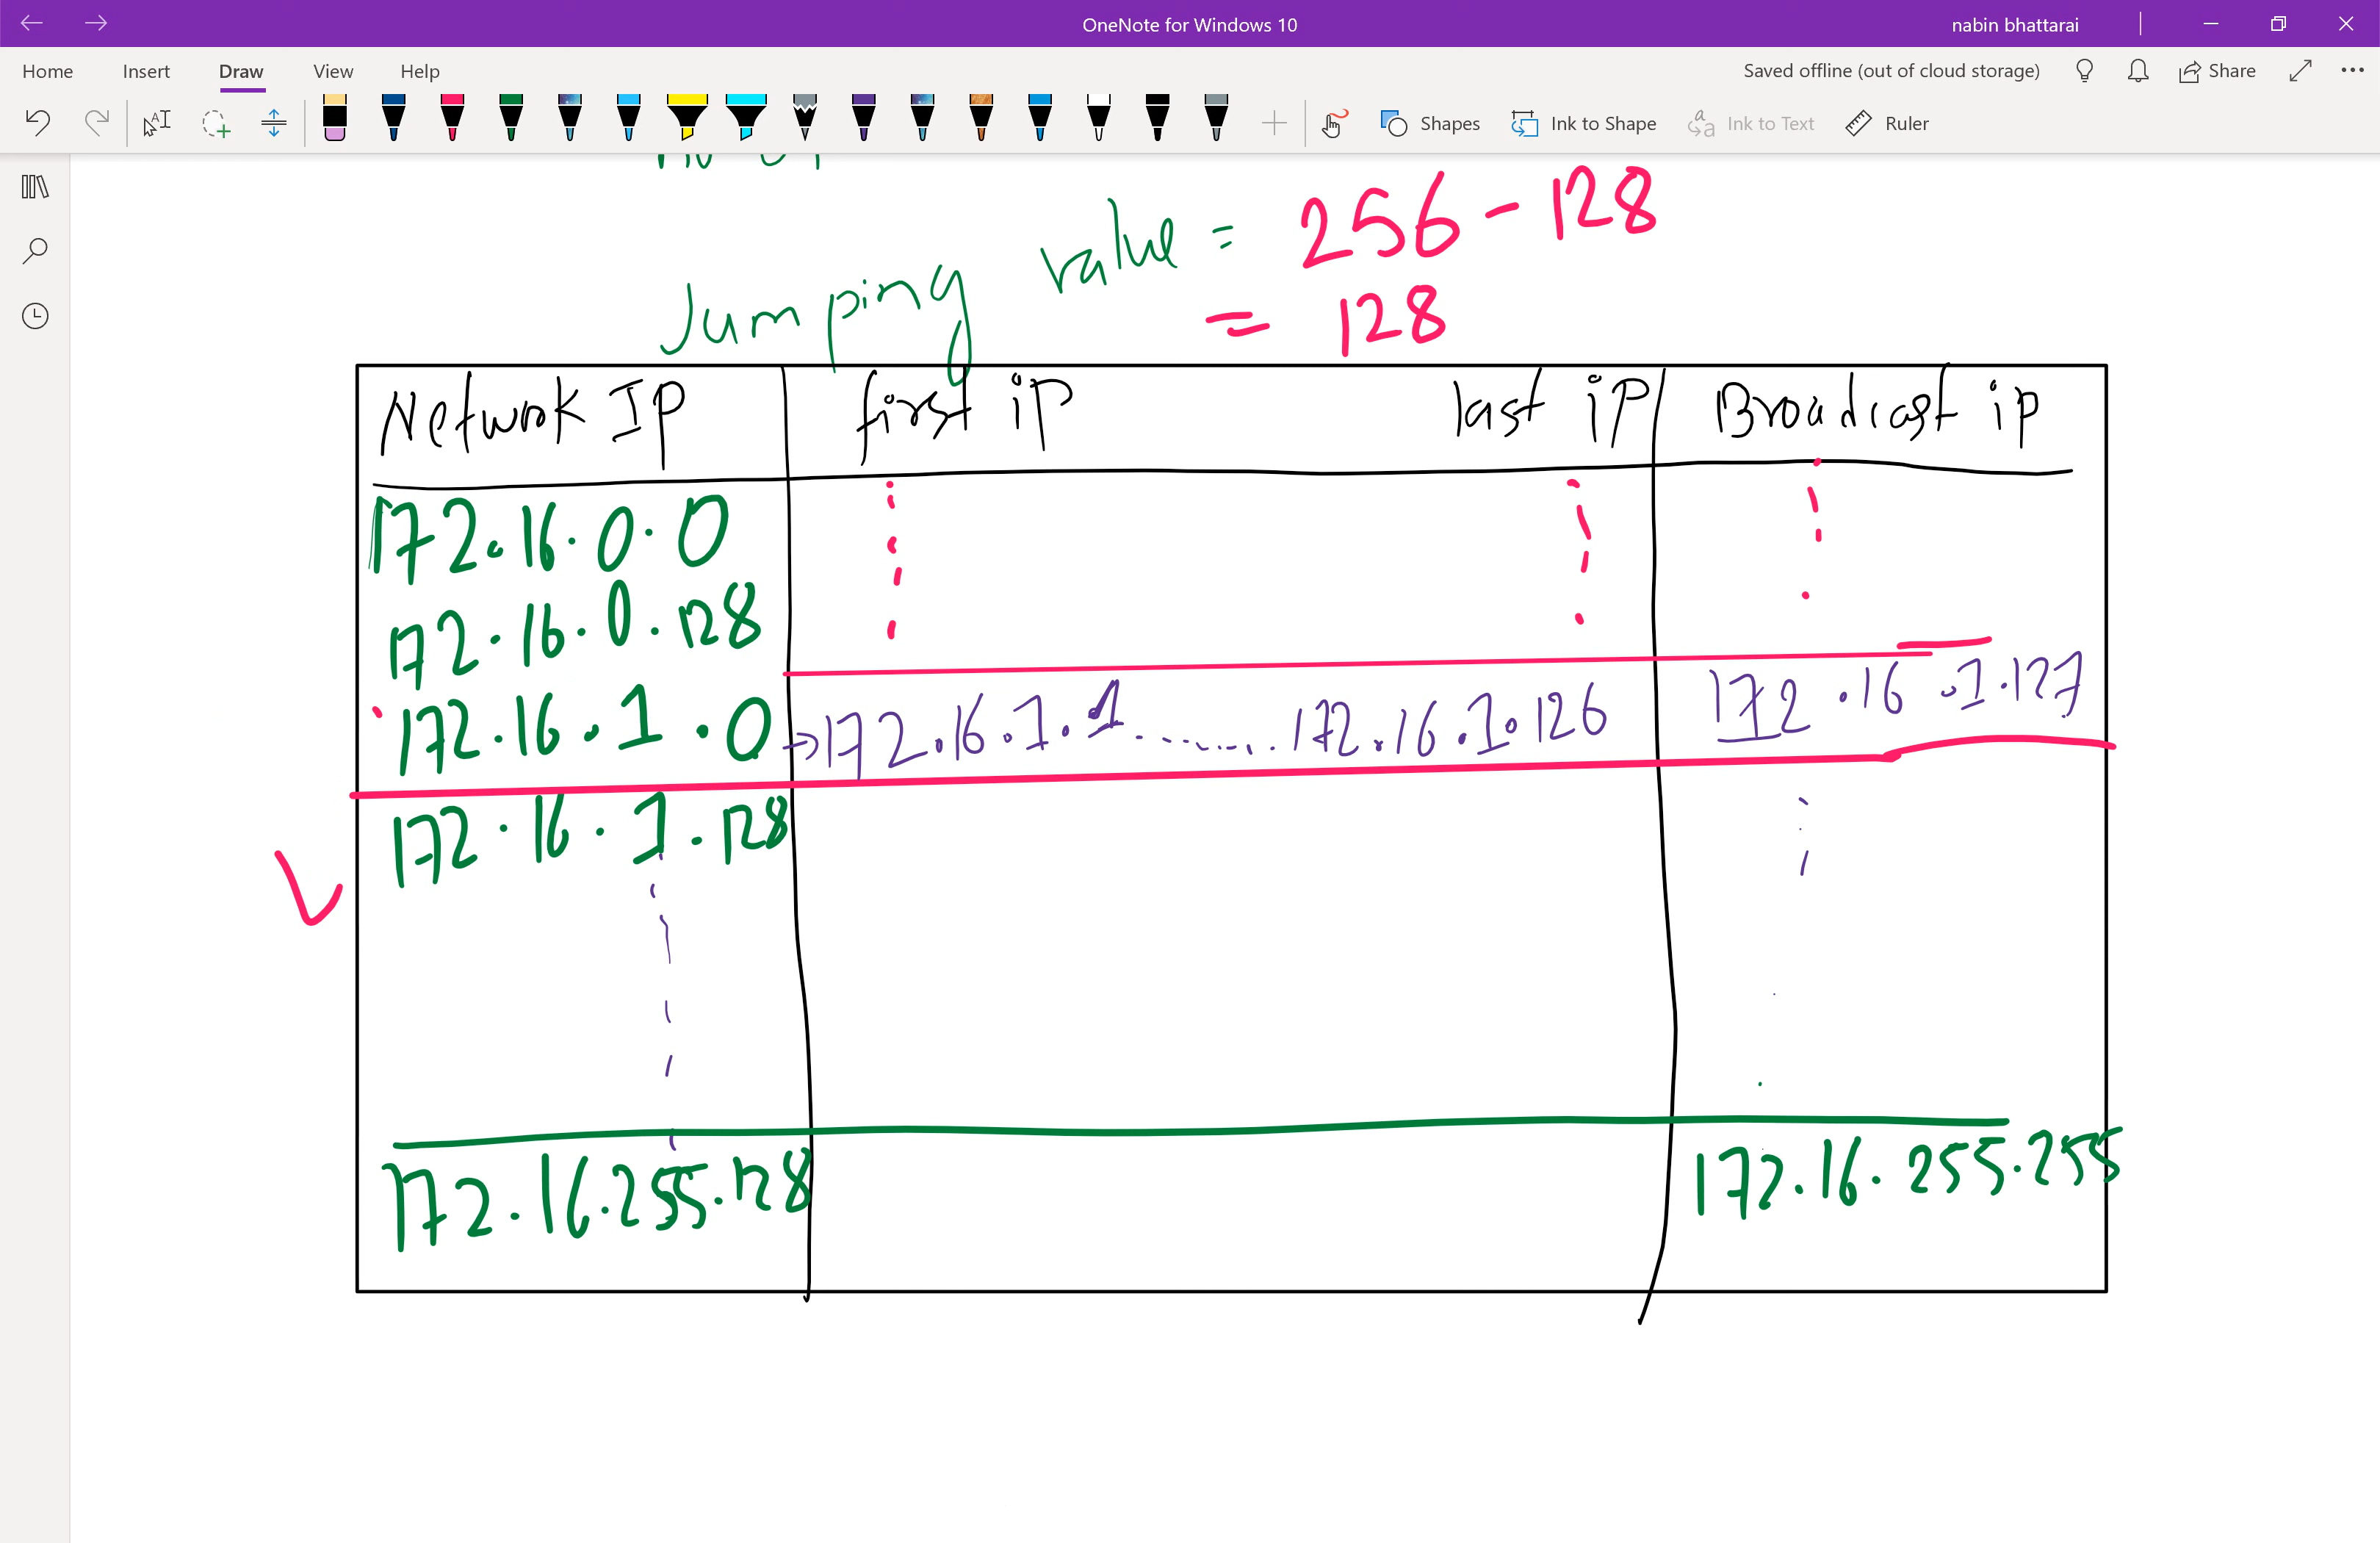 OneNote for Windows 10
nabin bhattarai
Home Insert Draw View Help
Saved offline (out of cloud storage) Share
Shapes Ink to Shape Ink to Text Ruler
Jumping value = 256 - 128
= 128
Network IP first iP last iP Broadcast ip
172.16.0.0
172.16.0.128
172.16.1.0 → 172.16.1.1 ........ 172.16.1.126 172.16.1.127
172.16.1.128
172.16.255.128 172.16.255.255